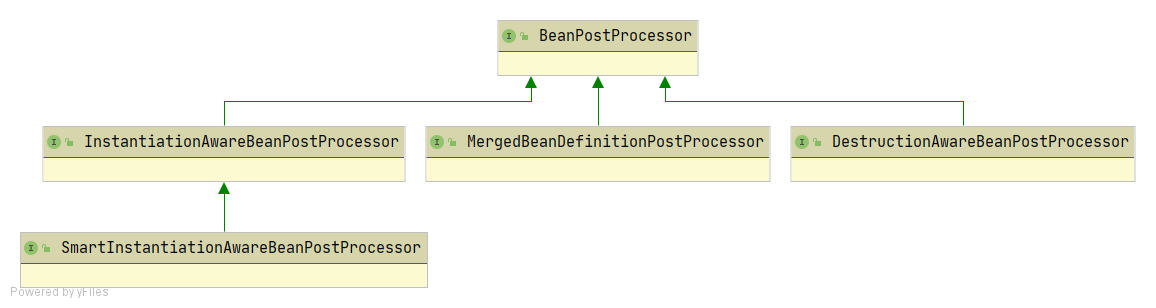 BeanPostProcessor
InstantiationAwareBeanPostProcessor
MergedBeanDefinitionPostProcessor
DestructionAwareBeanPostProcessor
SmartInstantiationAwareBeanPostProcessor
Powered by yFiles